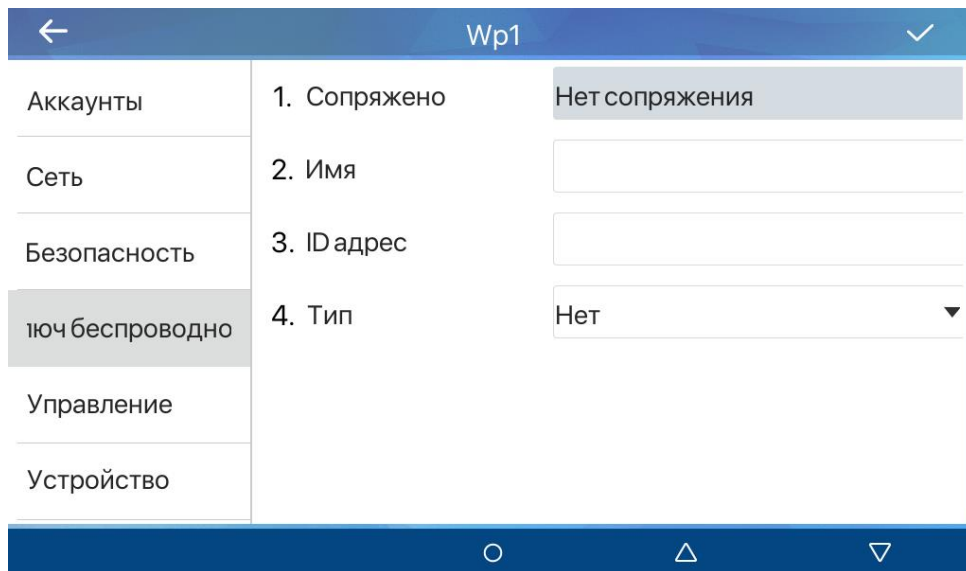 Wp1
Аккаунты
Сеть
Безопасность
люч беспроводно
Управление
Устройство
1. Сопряжено
Нет сопряжения
2. Имя
3. ID адрес
4. Тип
Нет